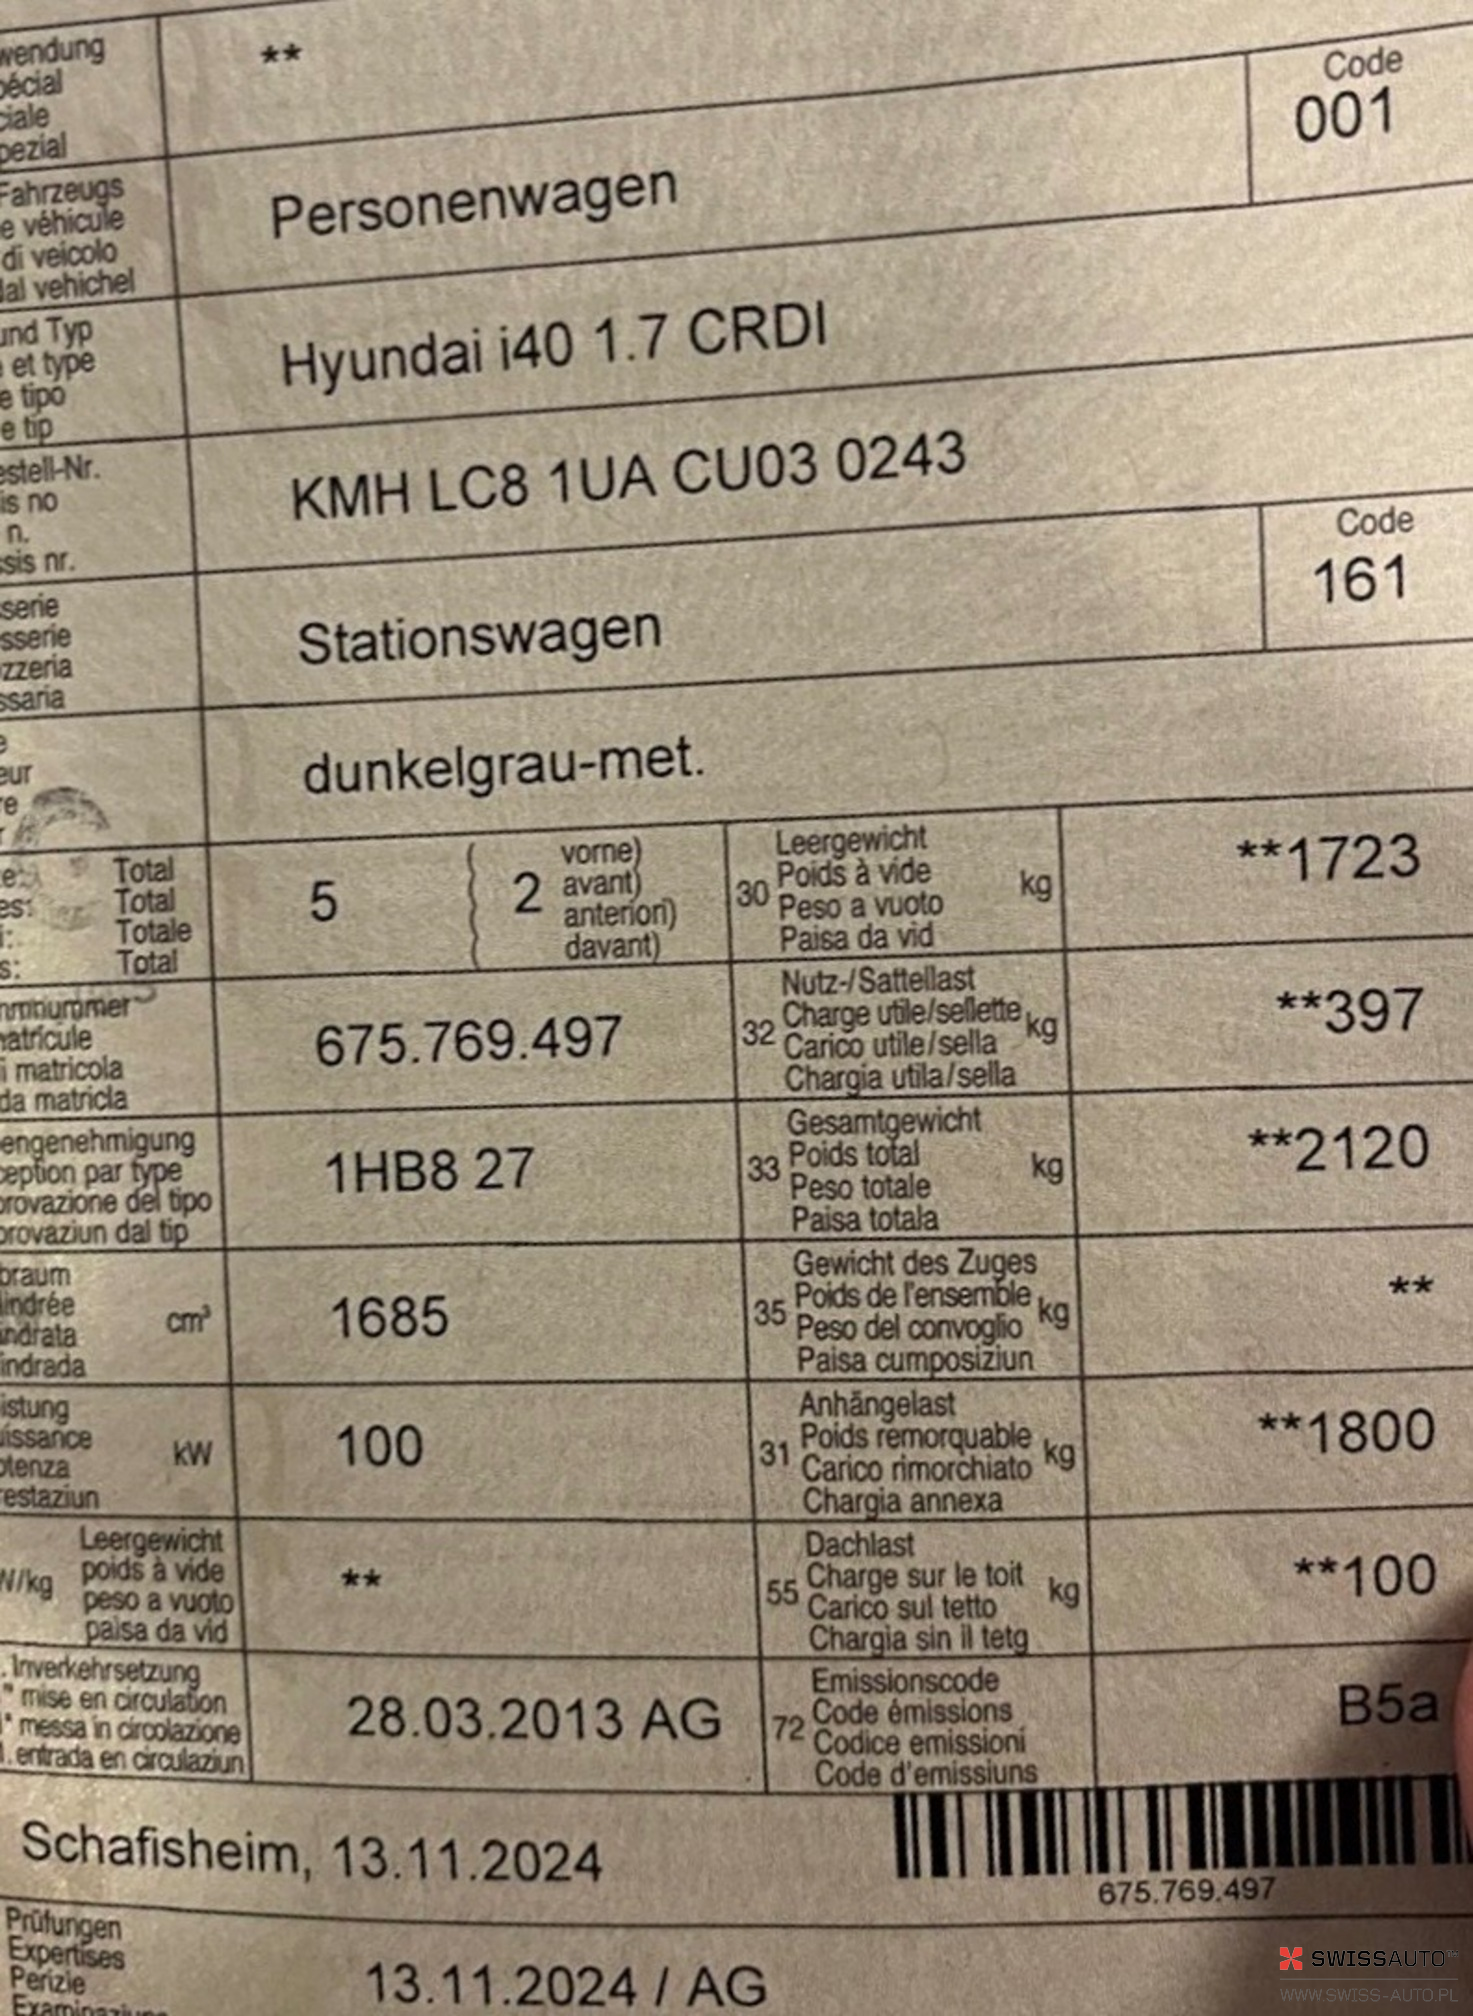 wendung
pécial
ciale
pezial
**
Code
001
Fahrzeugs
e véhicule
di veicolo
dal vehichel
Personenwagen
und Typ
e et type
e tipo
e tip
Hyundai i40 1.7 CRDI
estell-Nr.
is no
n.
ssis nr.
KMH LC8 1UA CU03 0243
sserie
sserie
zzeria
ssaria
Stationswagen
Code
161
e
eur
re
r
dunkelgrau-met.
e: Total
es: Total
i: Totale
s: Total
5
2
vorne)
avant)
anteriori)
davant)
30
Leergewicht
Poids à vide
Peso a vuoto
Paisa da vid
kg
**1723
mmnummer
matricule
i matricola
da matricla
675.769.497
32
Nutz-/Sattellast
Charge utile/sellette
Carico utile/sella
Chargia utila/sella
kg
**397
engenehmigung
ception par type
provazione del tipo
provaziun dal tip
1HB8 27
33
Gesamtgewicht
Poids total
Peso totale
Paisa totala
kg
**2120
braum
lindrée
indrata
lindrada
cm³
1685
35
Gewicht des Zuges
Poids de l'ensemble
Peso del convoglio
Paisa cumposiziun
kg
**
istung
uissance
otenza
restaziun
kW
100
31
Anhängelast
Poids remorquable
Carico rimorchiato
Chargia annexa
kg
**1800
W/kg
Leergewicht
poids à vide
peso a vuoto
paisa da vid
**
55
Dachlast
Charge sur le toit
Carico sul tetto
Chargia sin il tetg
kg
**100
. Inverkehrsetzung
" mise en circulation
1" messa in circolazione
1. entrada en circulaziun
28.03.2013 AG
72
Emissionscode
Code émissions
Codice emissioni
Code d'emissiuns
B5a
Schafisheim, 13.11.2024
675.769.497
Prüfungen
Expertises
Perizie
Examinaziuns
13.11.2024 / AG
SWISSAUTO
WWW.SWISS-AUTO.PL